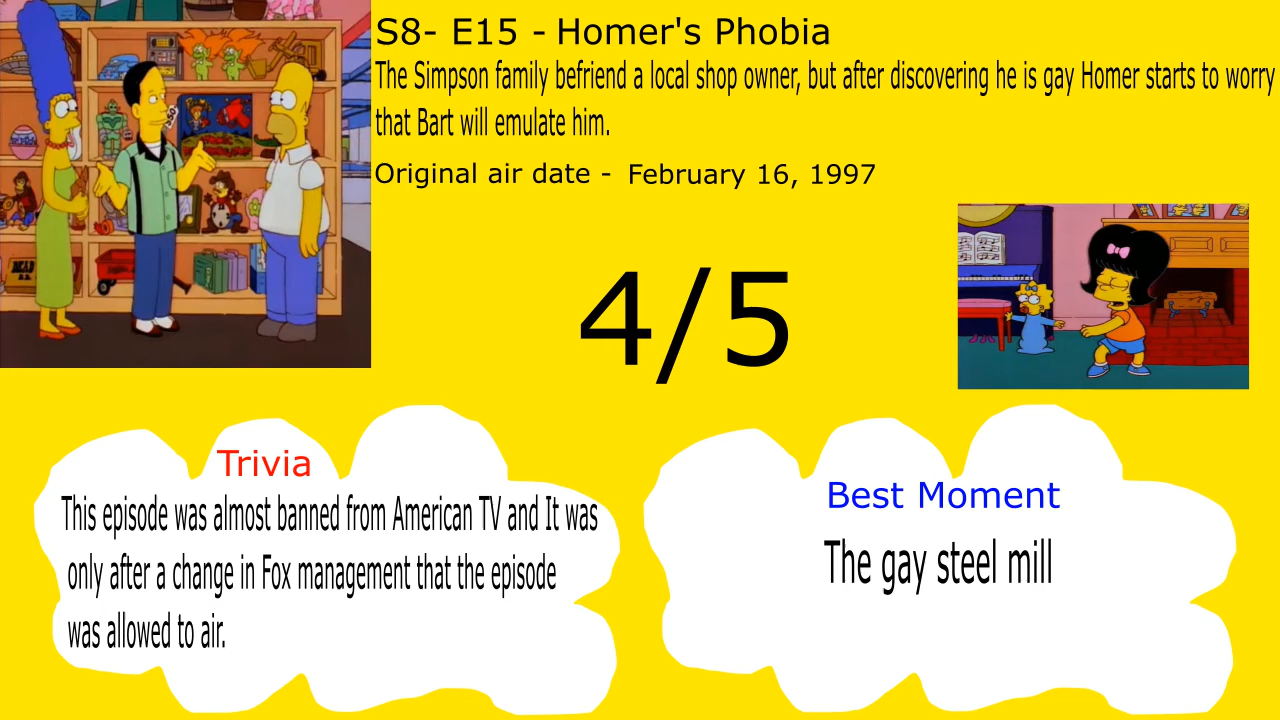 S8- E15 - Homer's Phobia
The Simpson family befriend a local shop owner, but after discovering he is gay Homer starts to worry
that Bart will emulate him.
Original air date - February 16, 1997
4/5
Trivia
This episode was almost banned from American TV and It was
only after a change in Fox management that the episode
was allowed to air.
Best Moment
The gay steel mill